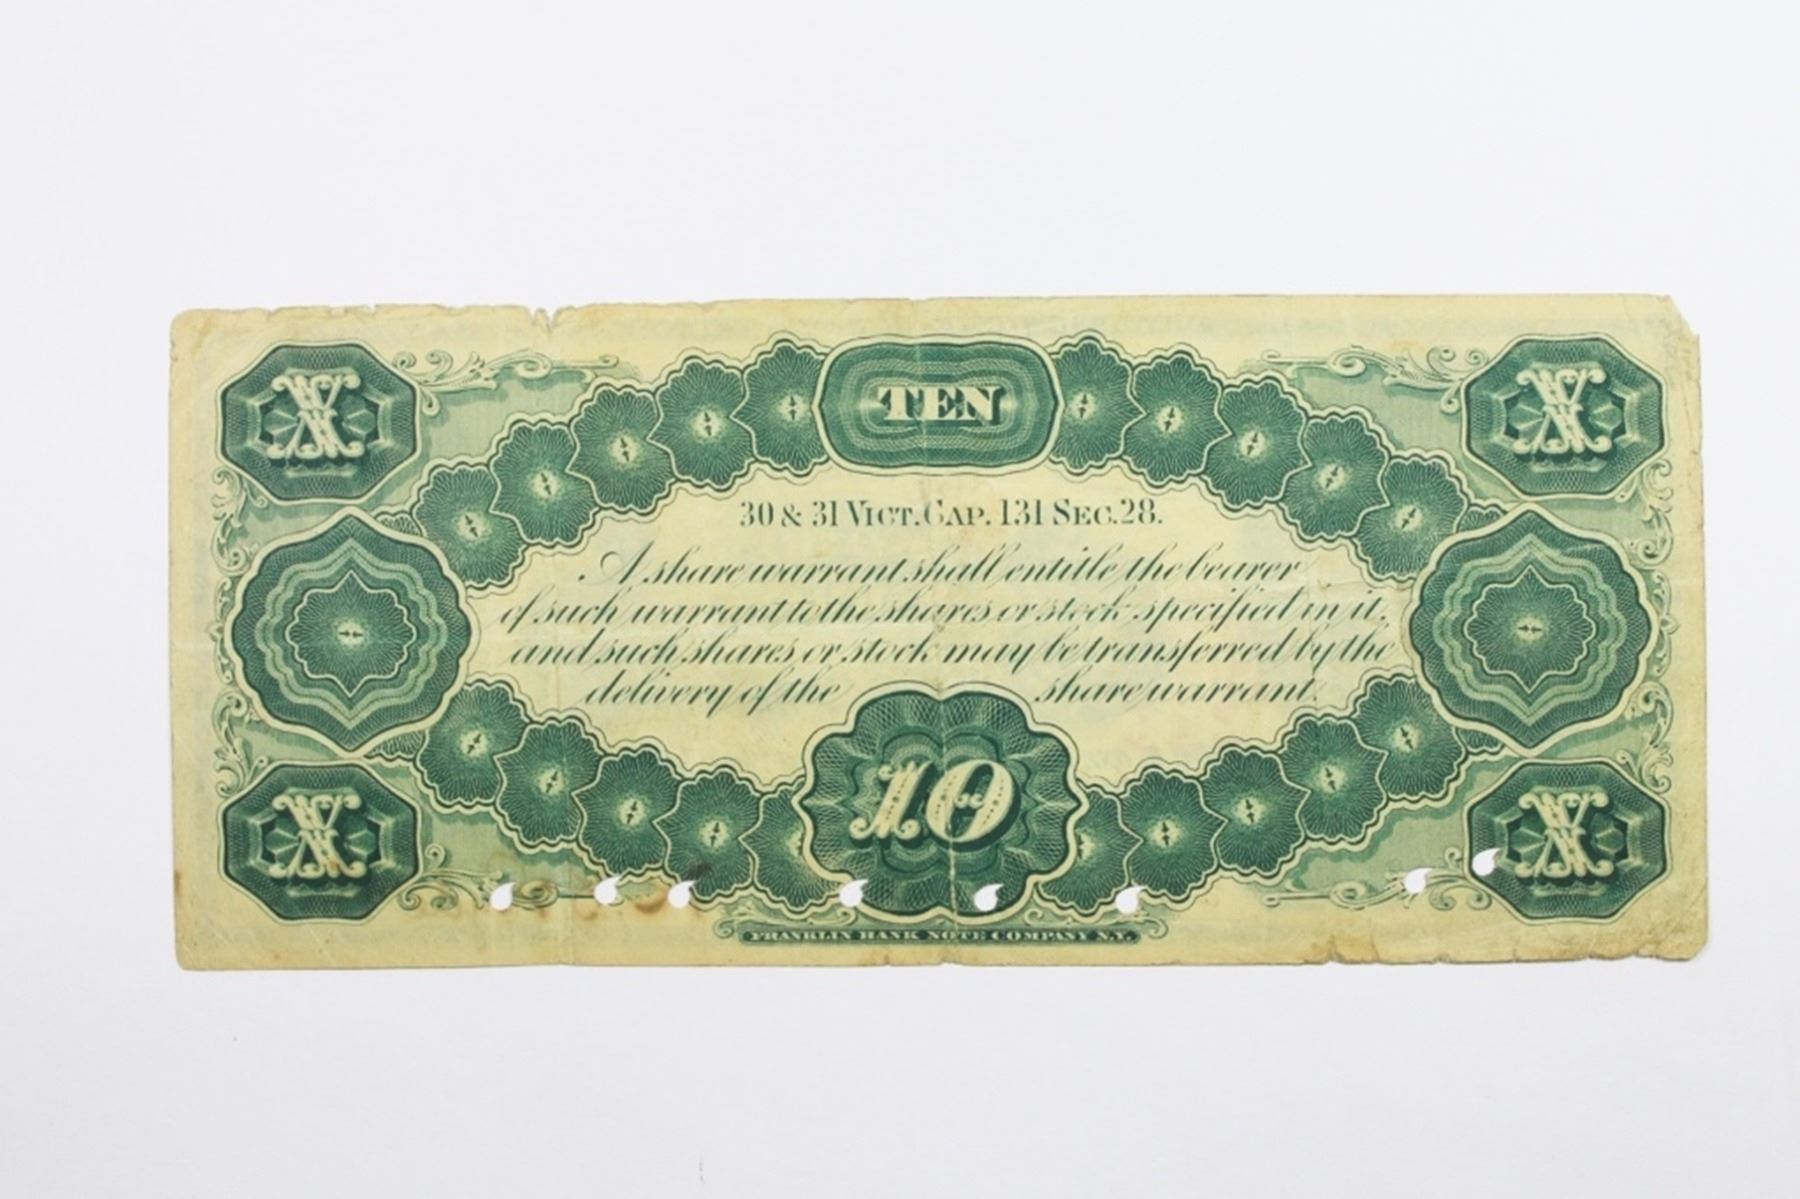 X X
TEN
30 & 31 VICT. CAP. 131 SEC. 28.
A share warrant shall entitle the bearer
of such warrant to the shares or stock specified in it,
and such shares or stock may be transferred by the
delivery of the share warrant.
10
X X
FRANKLIN BANK NOTE COMPANY N.Y.